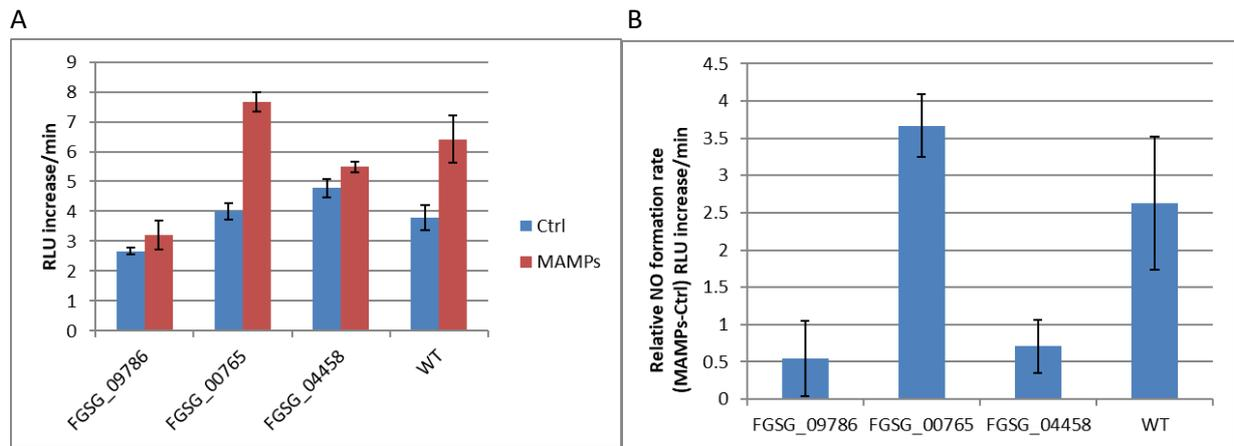 A
9
8
7
6
5
4
3
2
1
0
RLU increase/min
FGSG_09786
FGSG_00765
FGSG_04458
WT
Ctrl
MAMPs
B
4.5
4
3.5
3
2.5
2
1.5
1
0.5
0
Relative NO formation rate
(MAMPs-Ctrl) RLU increase/min
FGSG_09786
FGSG_00765
FGSG_04458
WT